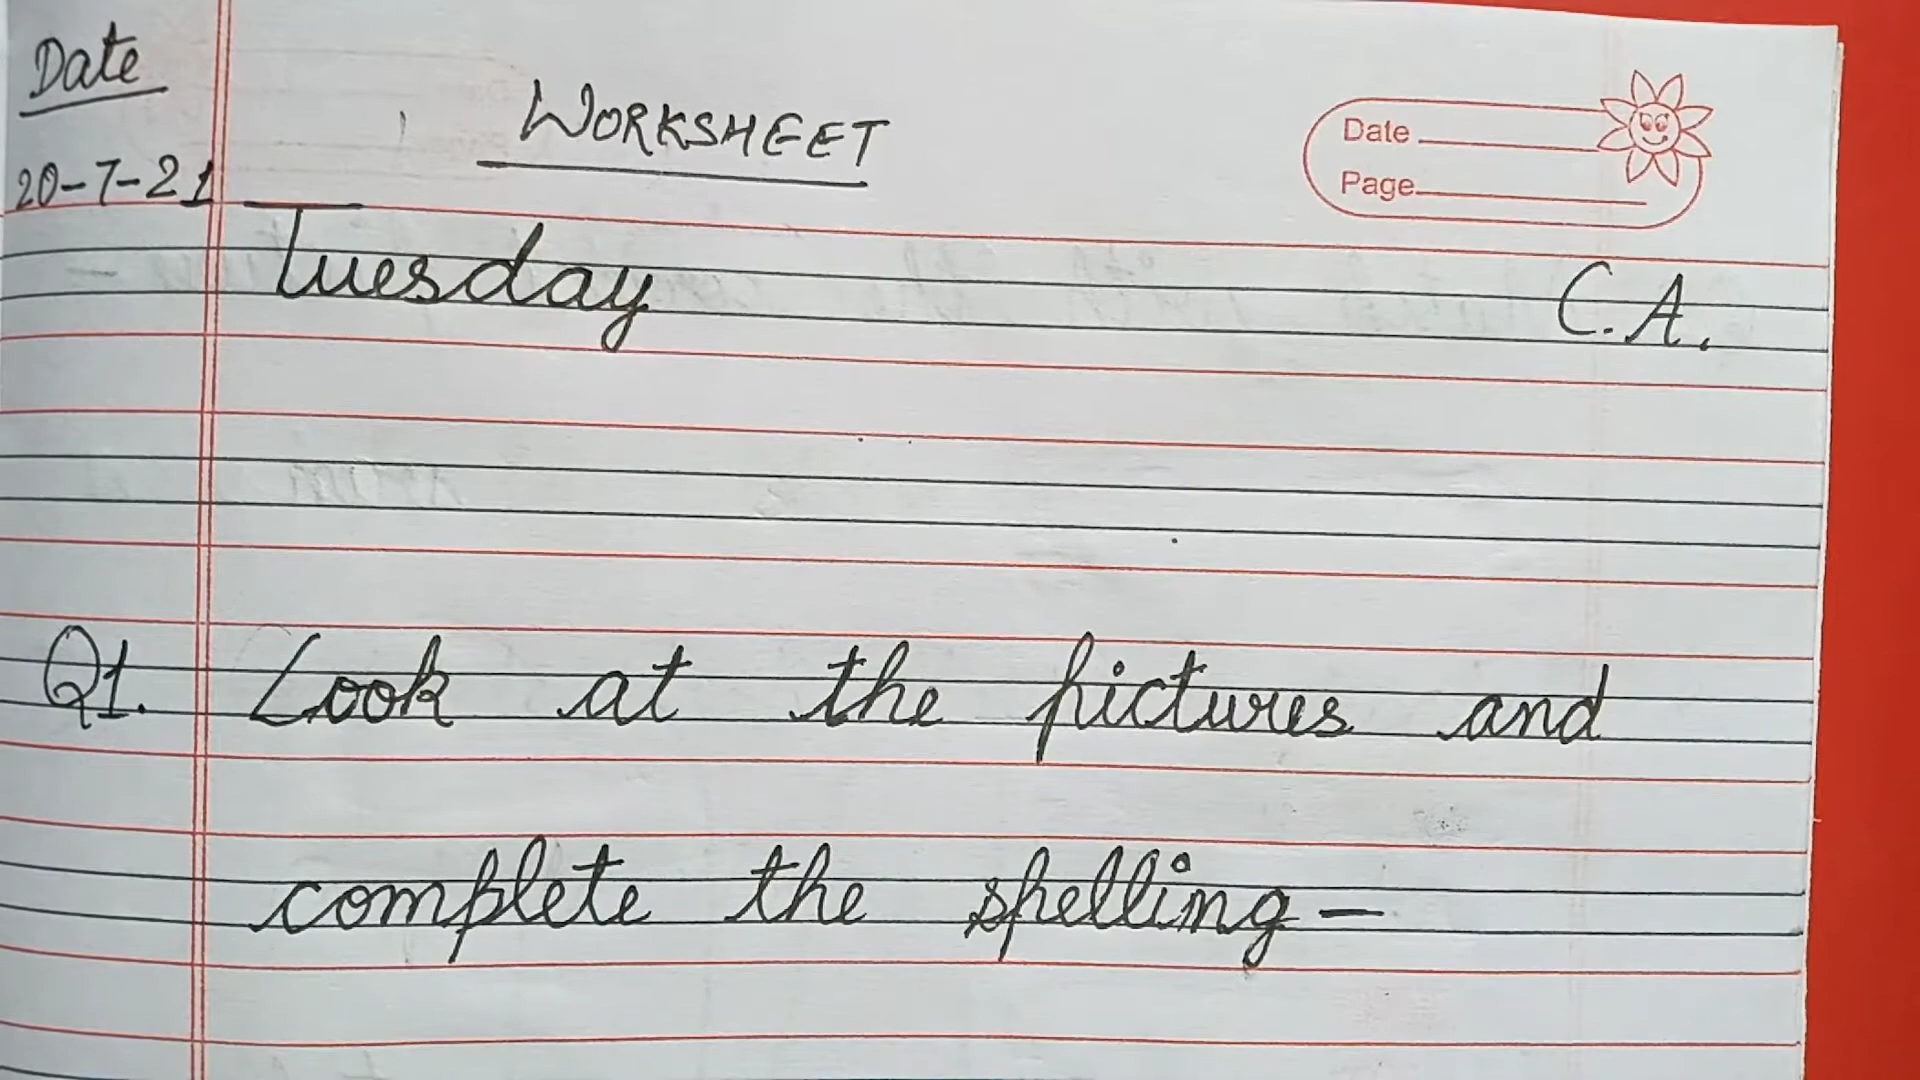 Date
WORKSHEET
Date
Page
20-7-21
Tuesday
C.A.
Q1. Look at the pictures and
complete the spelling-